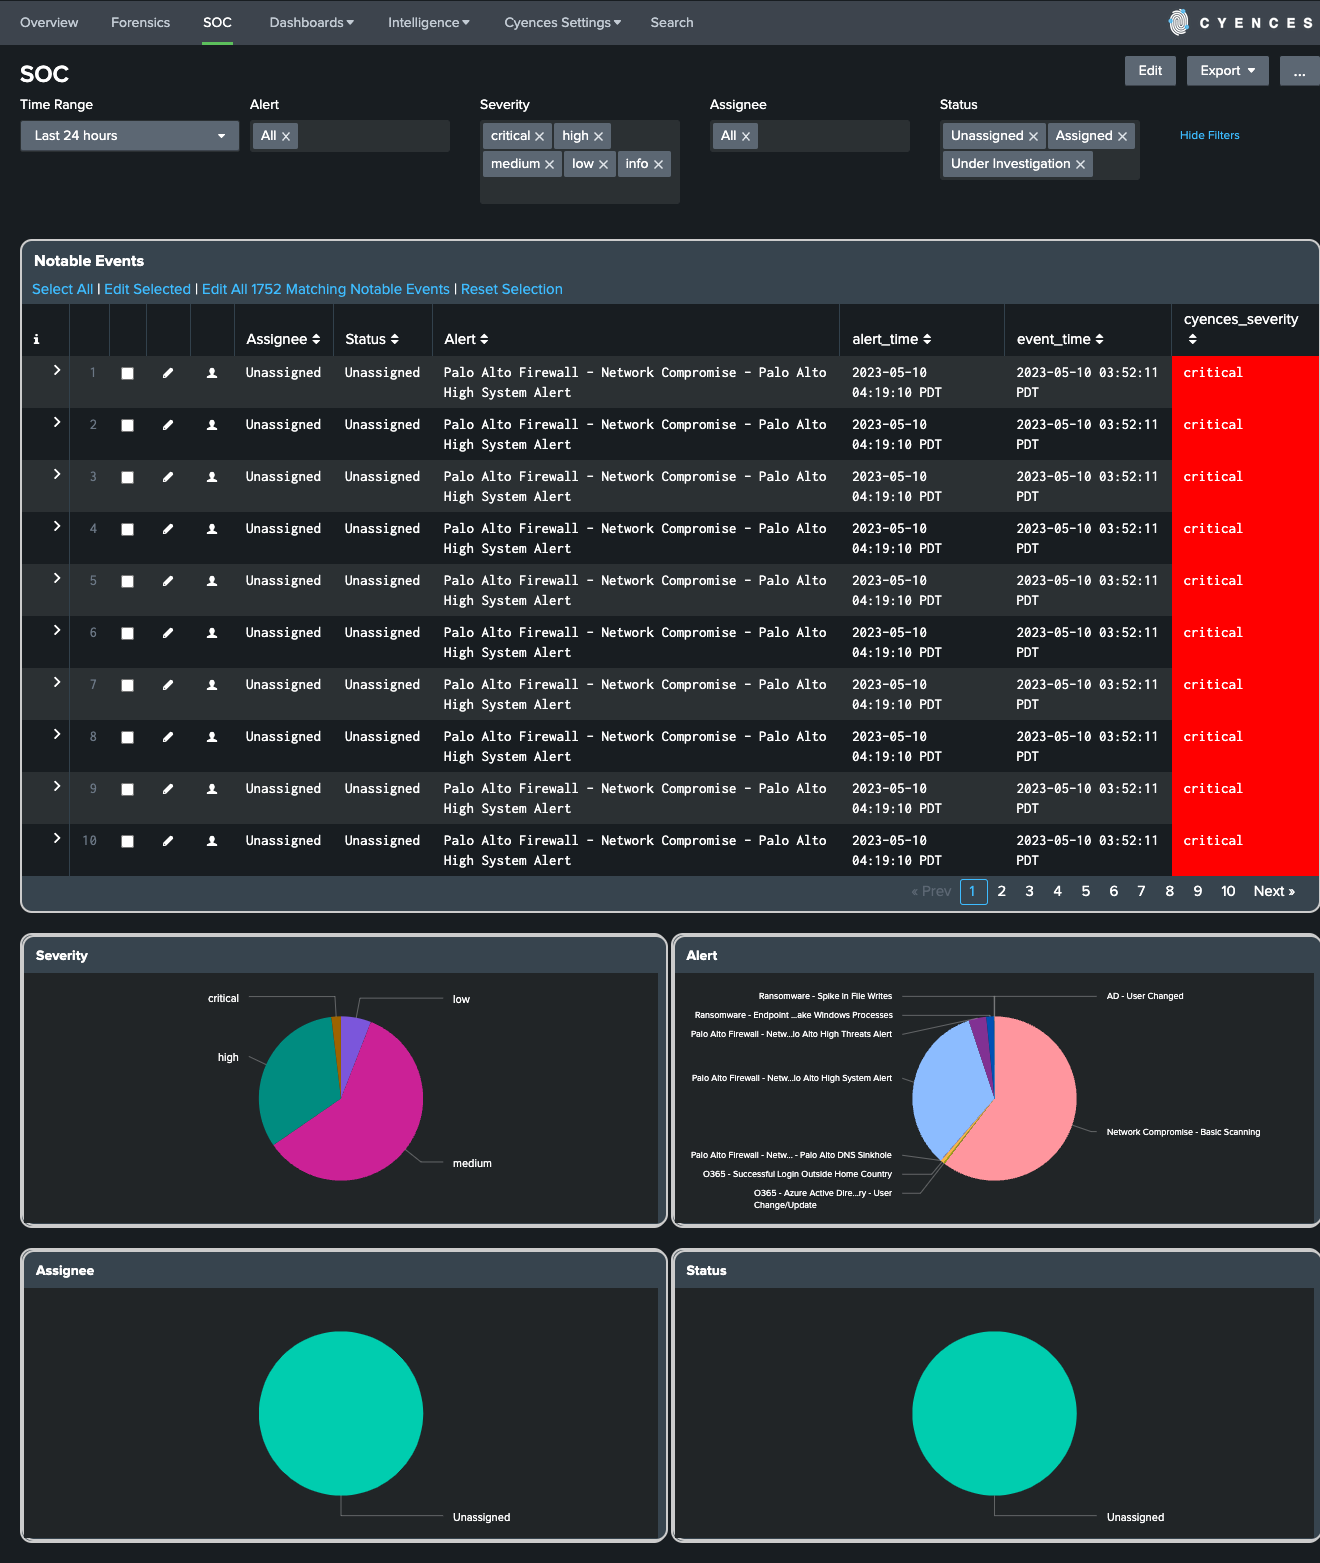 Overview Forensics SOC Dashboards Intelligence Cyences Settings Search CYENCES
SOC
Edit Export ...
Time Range Alert Severity Assignee Status
Last 24 hours All × critical × high × All × Unassigned × Assigned × Hide Filters
medium × low × info × Under Investigation ×
Notable Events
Select All | Edit Selected | Edit All 1752 Matching Notable Events | Reset Selection
i Assignee Status Alert alert_time event_time cyences_severity
1 Unassigned Unassigned Palo Alto Firewall - Network Compromise - Palo Alto 2023-05-10 2023-05-10 03:52:11 critical
High System Alert 04:19:10 PDT PDT
2 Unassigned Unassigned Palo Alto Firewall - Network Compromise - Palo Alto 2023-05-10 2023-05-10 03:52:11 critical
High System Alert 04:19:10 PDT PDT
3 Unassigned Unassigned Palo Alto Firewall - Network Compromise - Palo Alto 2023-05-10 2023-05-10 03:52:11 critical
High System Alert 04:19:10 PDT PDT
4 Unassigned Unassigned Palo Alto Firewall - Network Compromise - Palo Alto 2023-05-10 2023-05-10 03:52:11 critical
High System Alert 04:19:10 PDT PDT
5 Unassigned Unassigned Palo Alto Firewall - Network Compromise - Palo Alto 2023-05-10 2023-05-10 03:52:11 critical
High System Alert 04:19:10 PDT PDT
6 Unassigned Unassigned Palo Alto Firewall - Network Compromise - Palo Alto 2023-05-10 2023-05-10 03:52:11 critical
High System Alert 04:19:10 PDT PDT
7 Unassigned Unassigned Palo Alto Firewall - Network Compromise - Palo Alto 2023-05-10 2023-05-10 03:52:11 critical
High System Alert 04:19:10 PDT PDT
8 Unassigned Unassigned Palo Alto Firewall - Network Compromise - Palo Alto 2023-05-10 2023-05-10 03:52:11 critical
High System Alert 04:19:10 PDT PDT
9 Unassigned Unassigned Palo Alto Firewall - Network Compromise - Palo Alto 2023-05-10 2023-05-10 03:52:11 critical
High System Alert 04:19:10 PDT PDT
10 Unassigned Unassigned Palo Alto Firewall - Network Compromise - Palo Alto 2023-05-10 2023-05-10 03:52:11 critical
High System Alert 04:19:10 PDT PDT
« Prev 1 2 3 4 5 6 7 8 9 10 Next »
Severity
critical
low
high
medium
Alert
Ransomware - Spike in File Writes
AD - User Changed
Ransomware - Endpoint ...ake Windows Processes
Palo Alto Firewall - Netw...lo Alto High Threats Alert
Palo Alto Firewall - Netw...lo Alto High System Alert
Network Compromise - Basic Scanning
Palo Alto Firewall - Netw... - Palo Alto DNS Sinkhole
O365 - Successful Login Outside Home Country
O365 - Azure Active Dire...ry - User
Change/Update
Assignee
Unassigned
Status
Unassigned